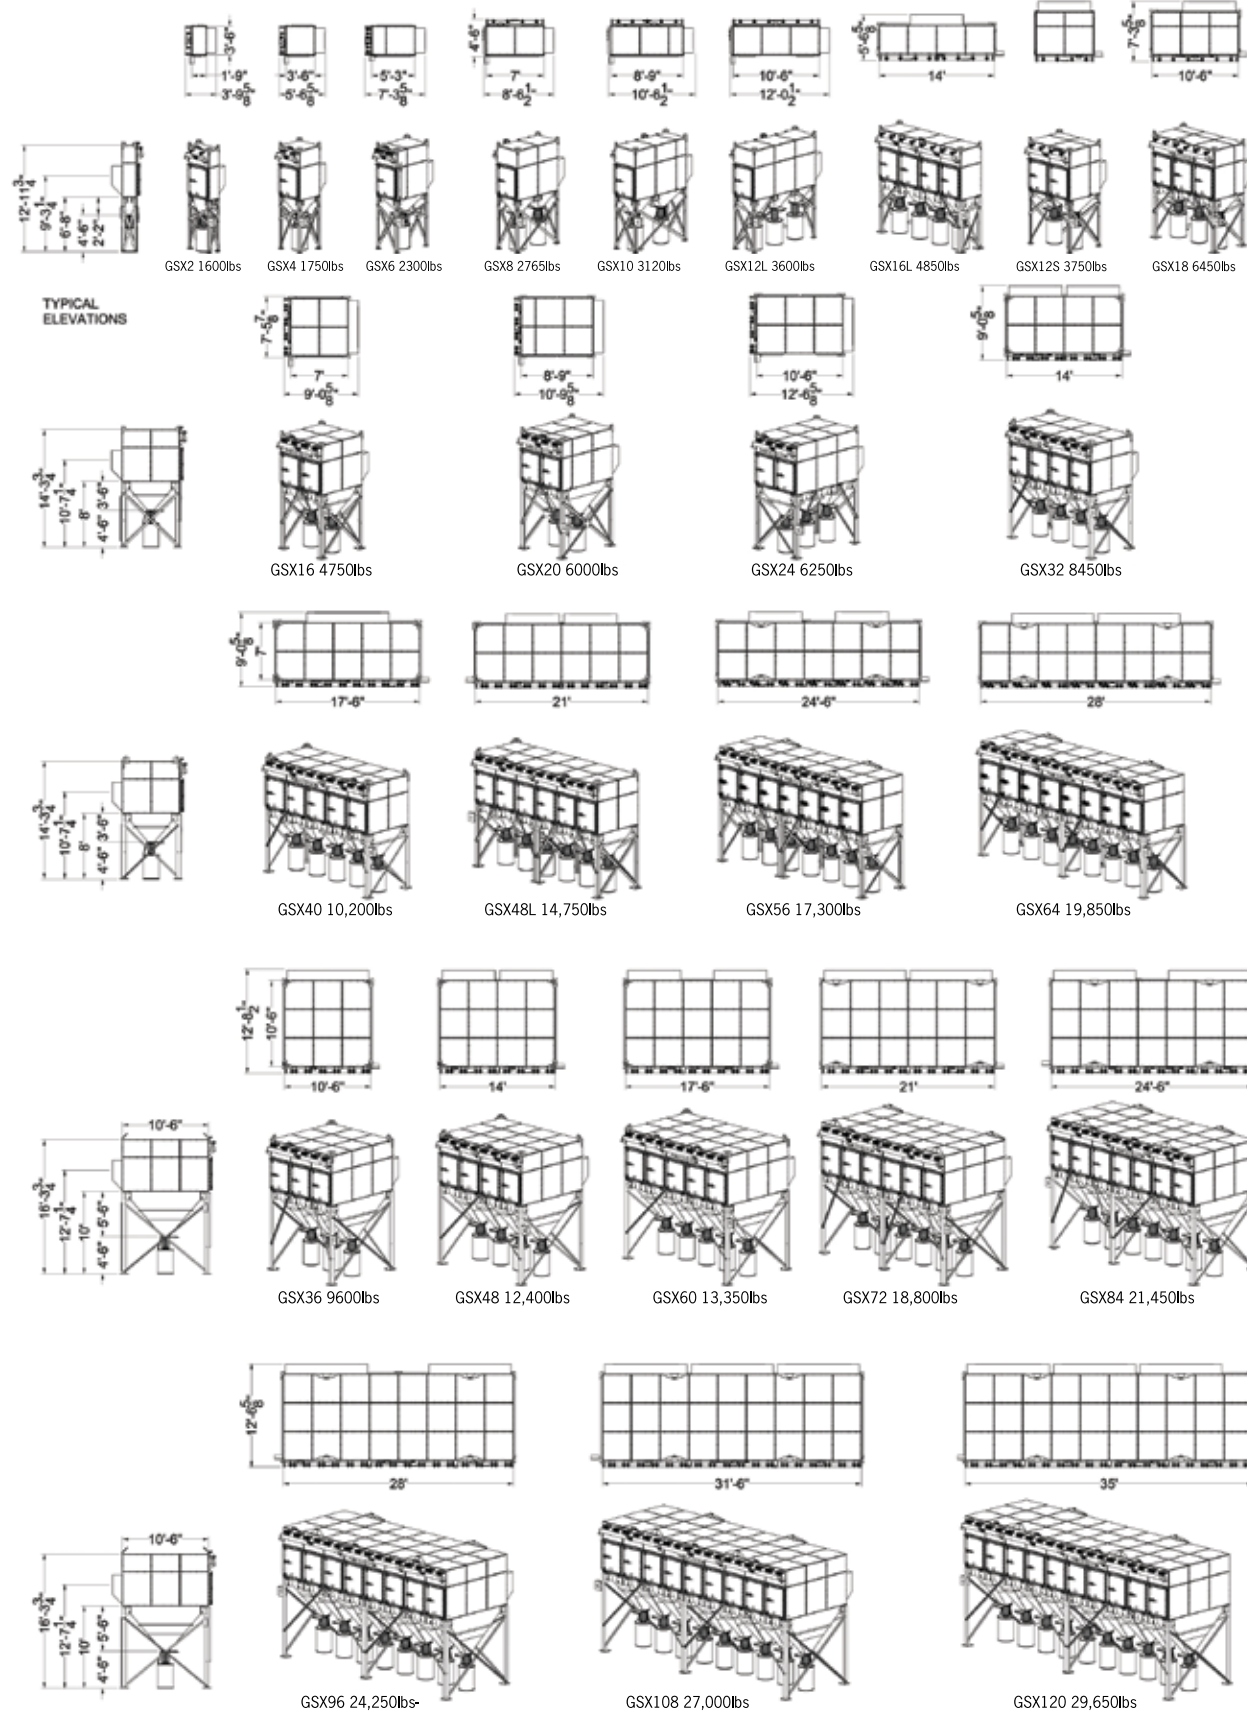 3'-6"
1'-9"
3'-9 5/8"
3'-6"
5'-6 5/8"
5'-3"
7'-3 5/8"
4'-6"
7'
8'-6 1/2"
8'-9"
10'-6 1/2"
10'-6"
12'-0 1/2"
5'-6 5/8"
14'
7'-3 5/8"
10'-6"
12'-11 3/4"
9'-3 1/4"
6'-8"
4'-6"
2'-2"
GSX2 1600lbs
GSX4 1750lbs
GSX6 2300lbs
GSX8 2765lbs
GSX10 3120lbs
GSX12L 3600lbs
GSX16L 4850lbs
GSX12S 3750lbs
GSX18 6450lbs
TYPICAL
ELEVATIONS
7'-5 7/8"
7'
9'-0 5/8"
8'-9"
10'-9 5/8"
10'-6"
12'-6 5/8"
9'-0 5/8"
14'
14'-3 3/4"
10'-7 1/4"
8'
4'-6"
3'-6"
GSX16 4750lbs
GSX20 6000lbs
GSX24 6250lbs
GSX32 8450lbs
9'-0 5/8"
7'
17'-6"
21'
24'-6"
28'
14'-3 3/4"
10'-7 1/4"
8'
4'-6"
3'-6"
GSX40 10,200lbs
GSX48L 14,750lbs
GSX56 17,300lbs
GSX64 19,850lbs
12'-8 1/2"
10'-6"
10'-6"
14'
17'-6"
21'
24'-6"
10'-6"
16'-3 3/4"
12'-7 1/4"
10'
4'-6"
5'-6"
GSX36 9600lbs
GSX48 12,400lbs
GSX60 13,350lbs
GSX72 18,800lbs
GSX84 21,450lbs
12'-6 5/8"
28'
31'-6"
35'
10'-6"
16'-3 3/4"
12'-7 1/4"
10'
4'-6"
5'-6"
GSX96 24,250lbs-
GSX108 27,000lbs
GSX120 29,650lbs